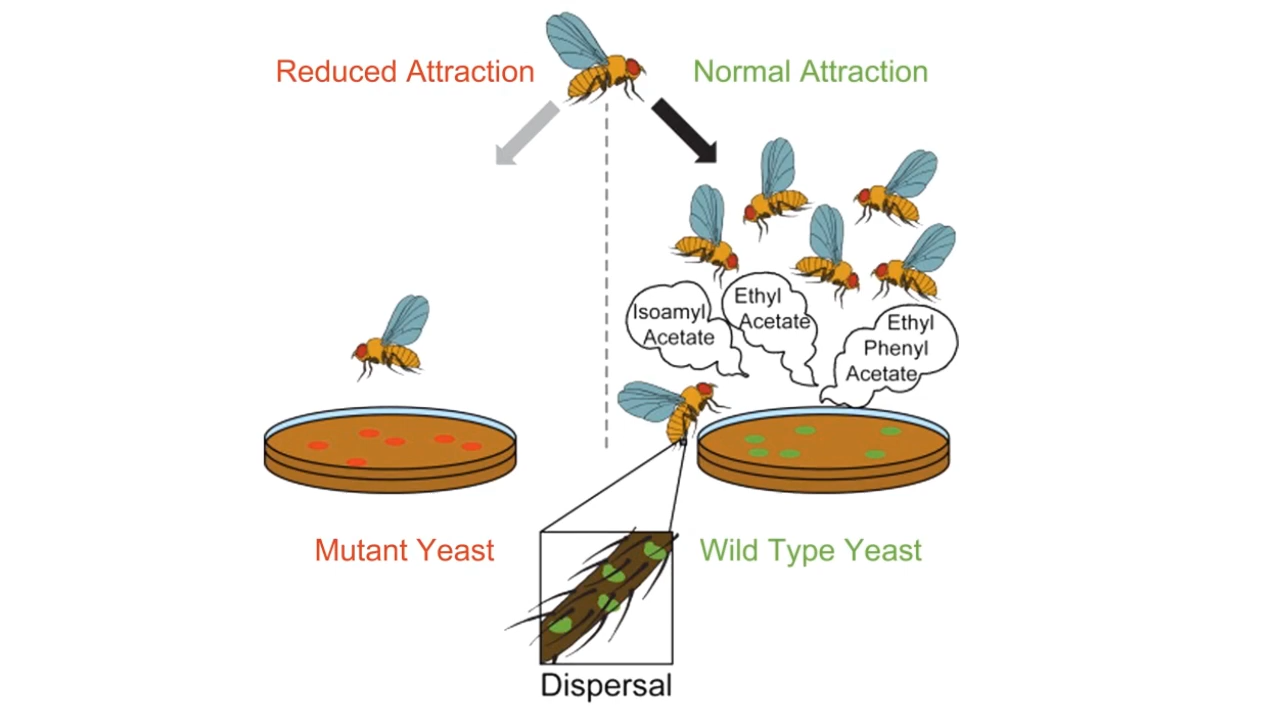 Reduced Attraction
Normal Attraction
Isoamyl
Acetate
Ethyl
Acetate
Ethyl
Phenyl
Acetate
Mutant Yeast
Wild Type Yeast
Dispersal